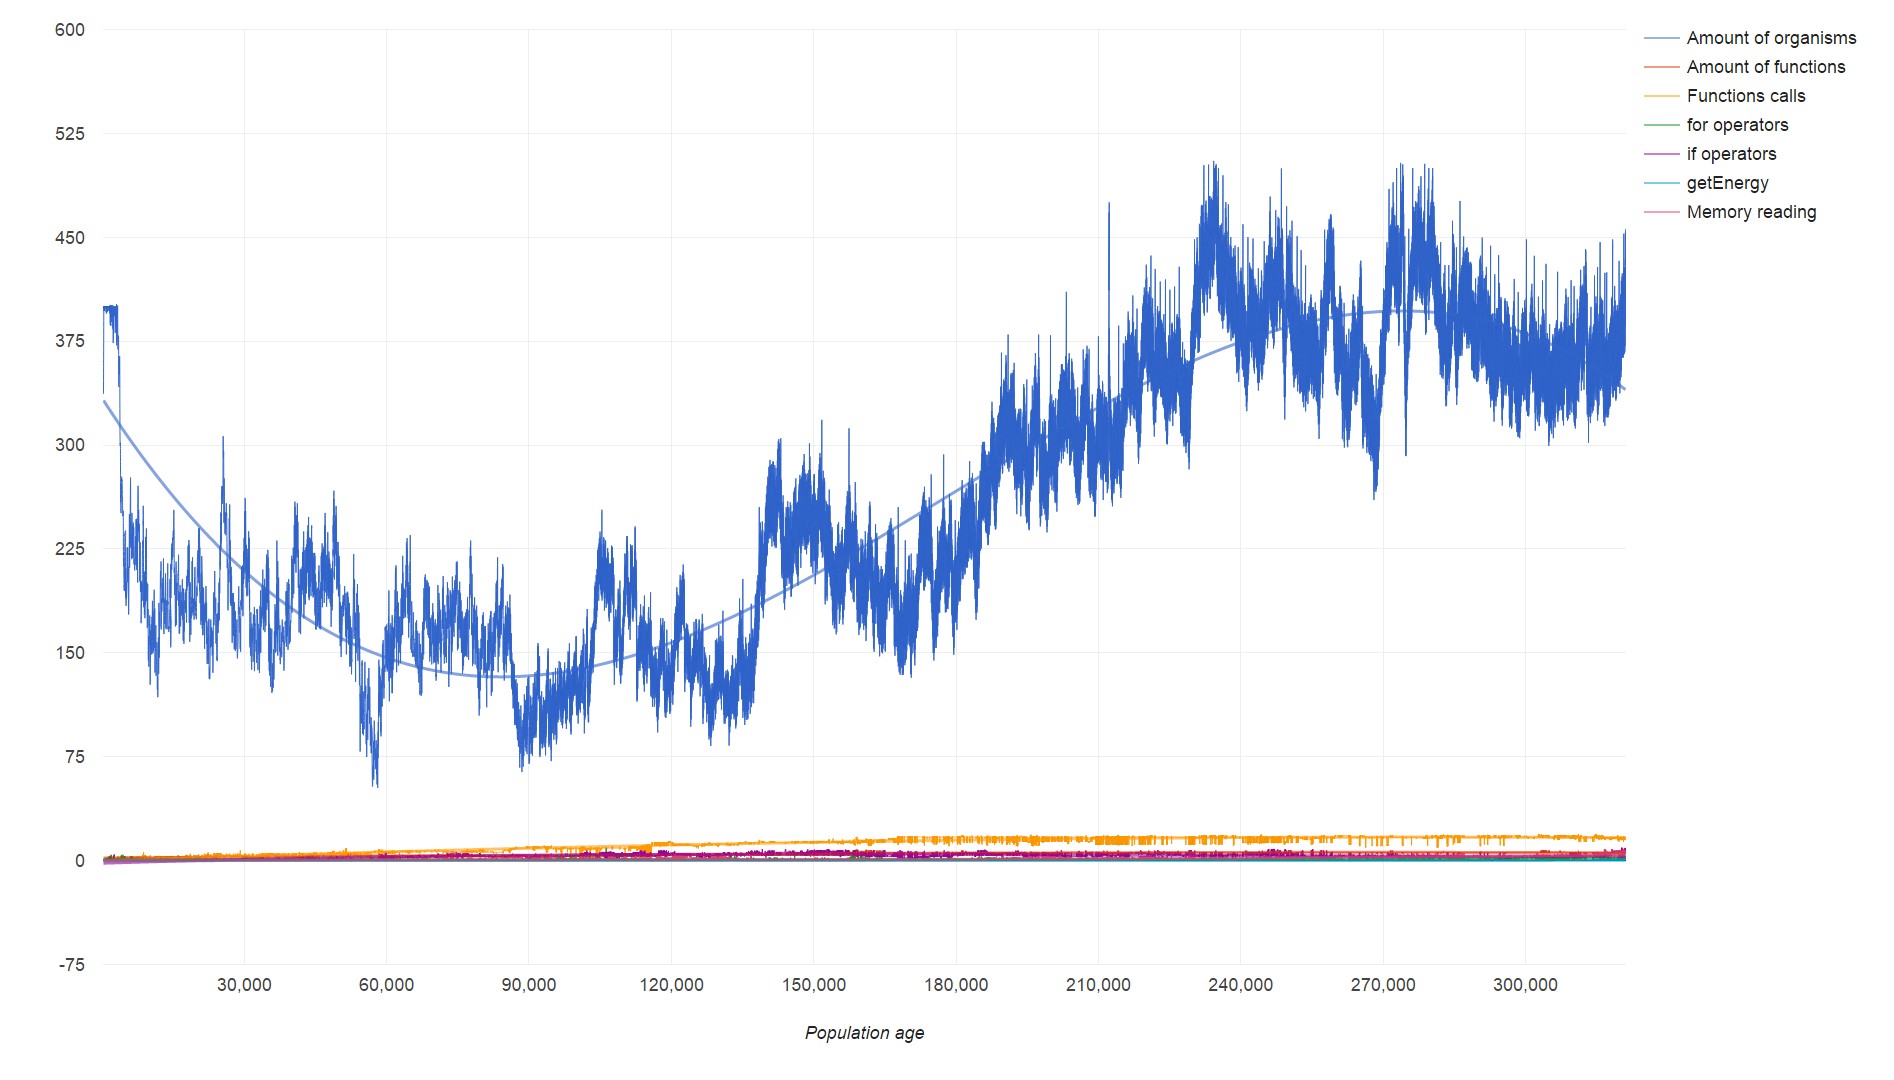 600
525
450
375
300
225
150
75
0
-75
30,000
60,000
90,000
120,000
150,000
180,000
210,000
240,000
270,000
300,000
Population age
Amount of organisms
Amount of functions
Functions calls
for operators
if operators
getEnergy
Memory reading